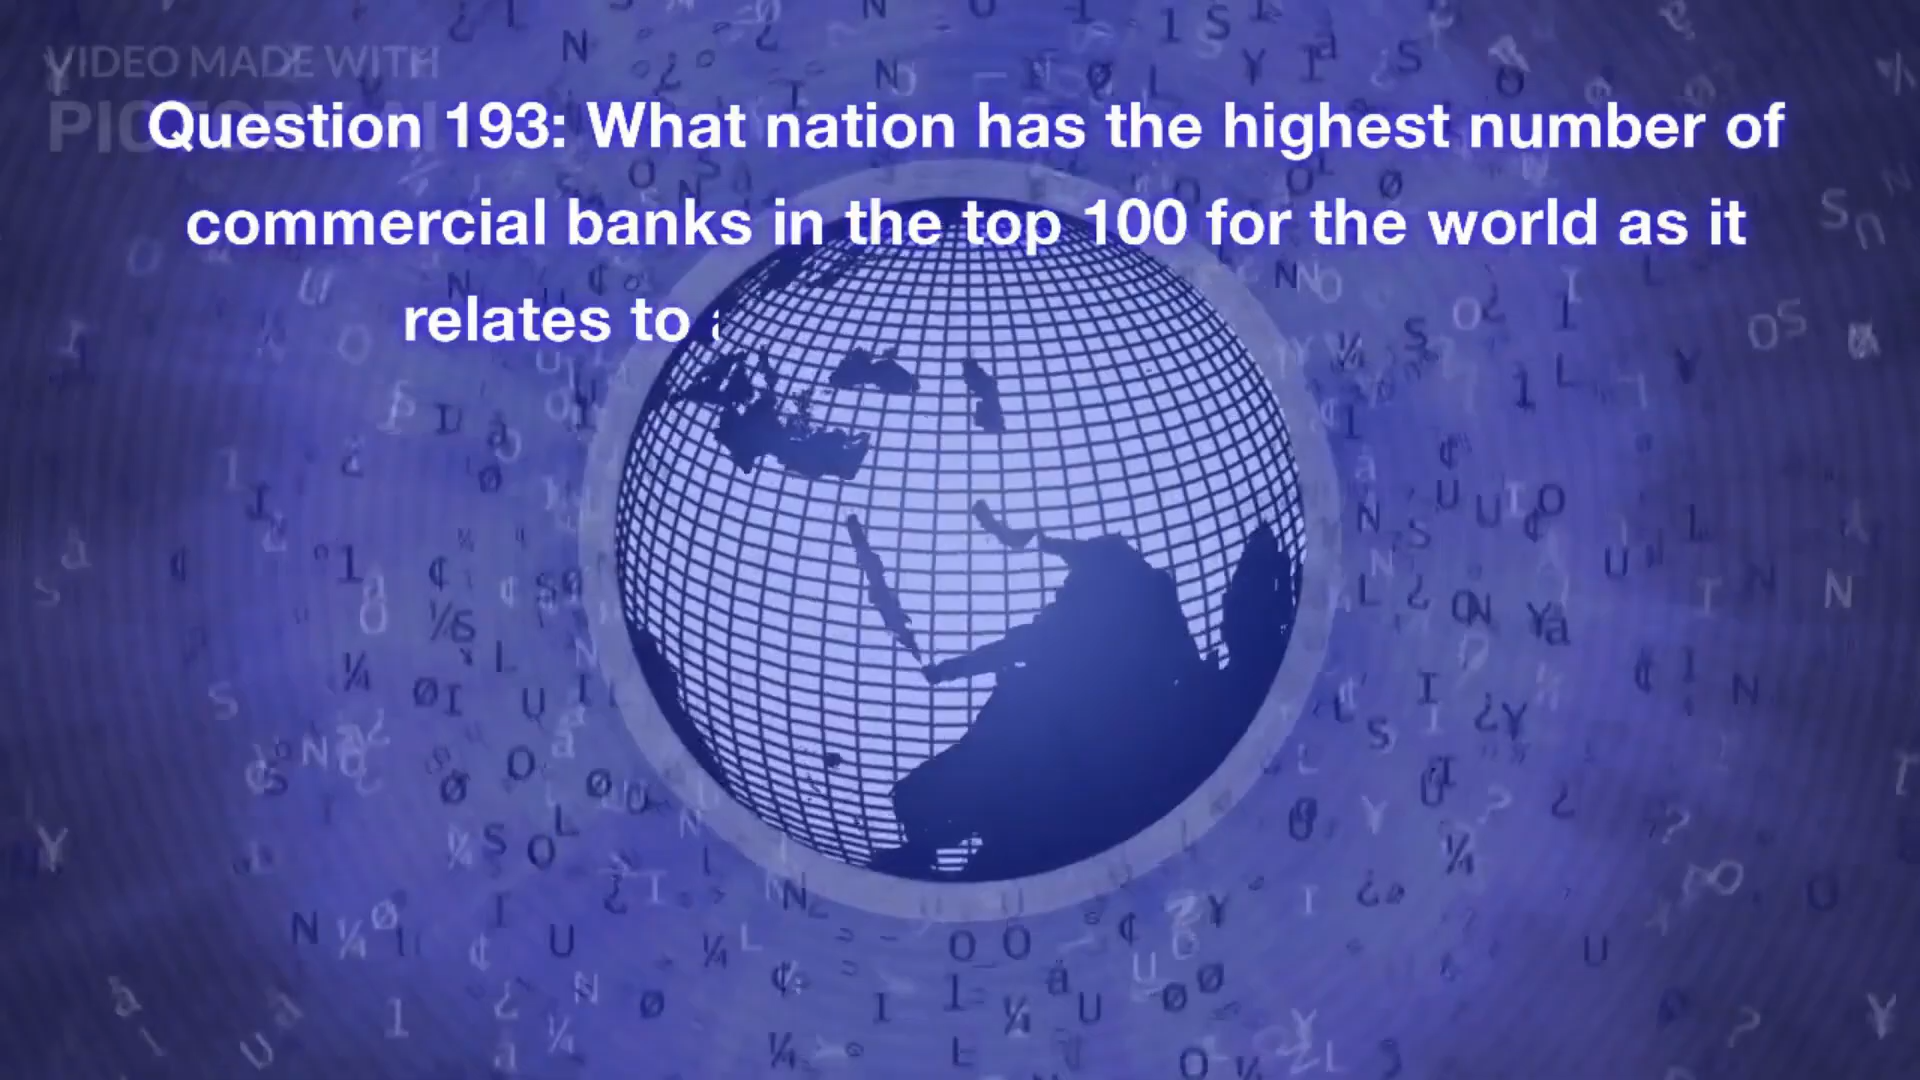 VIDEO MADE WITH
Question 193: What nation has the highest number of
commercial banks in the top 100 for the world as it
relates to